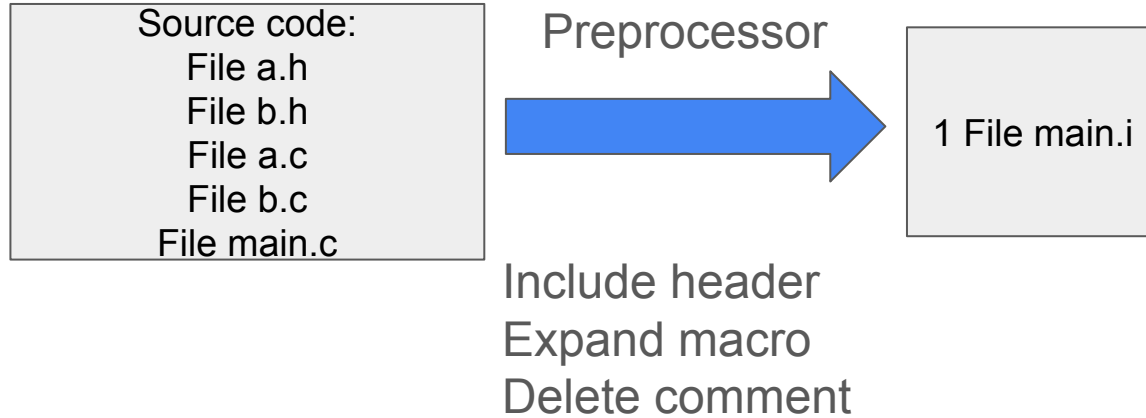 Source code:
File a.h
File b.h
File a.c
File b.c
File main.c
Preprocessor
Include header
Expand macro
Delete comment
1 File main.i